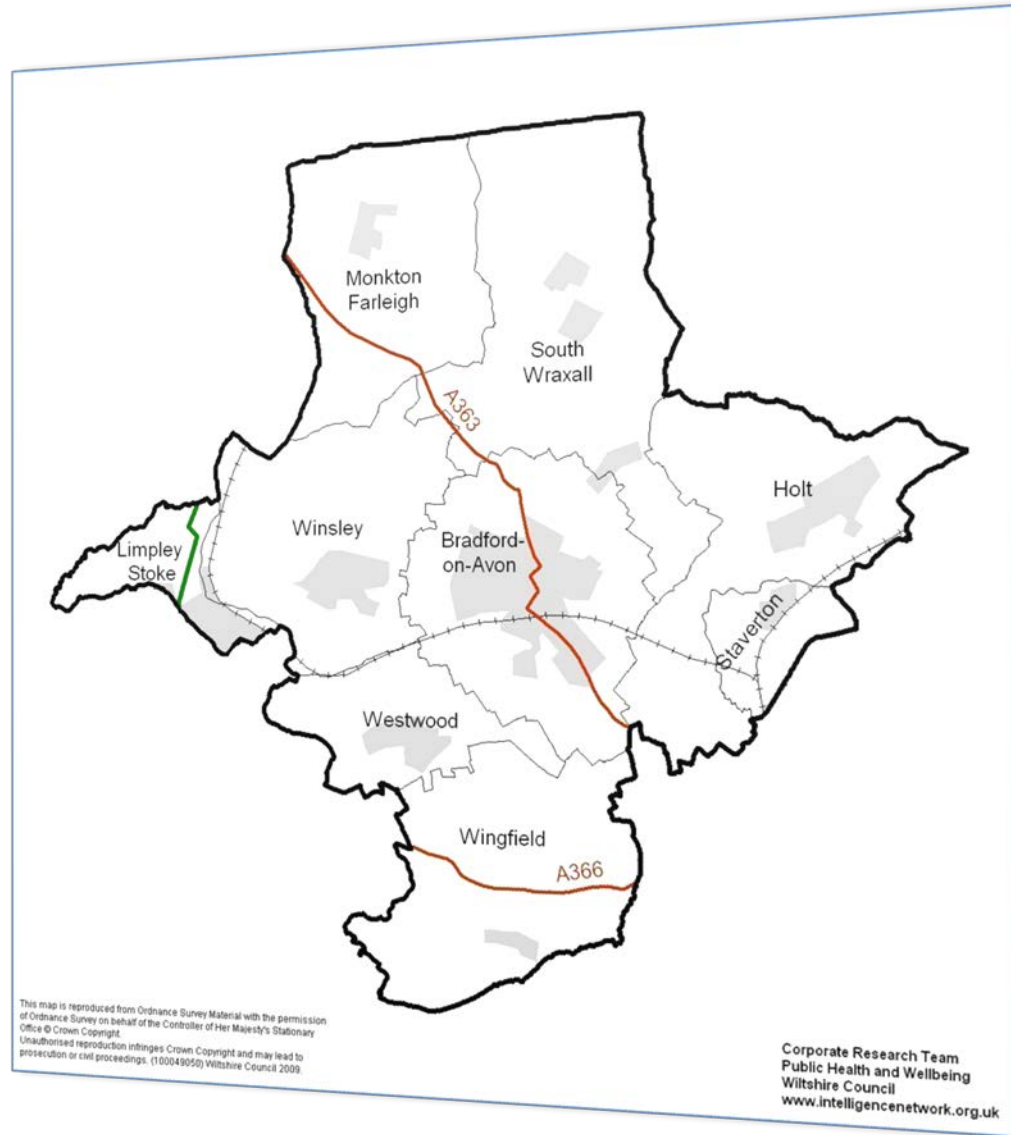 Monkton
Farleigh
South
Wraxall
A363
Holt
Winsley
Bradford-
on-Avon
Limpley
Stoke
Staverton
Westwood
Wingfield
A366
This map is reproduced from Ordnance Survey Material with the permission
of Ordnance Survey on behalf of the Controller of Her Majesty's Stationary
Office © Crown Copyright.
Unauthorised reproduction infringes Crown Copyright and may lead to
prosecution or civil proceedings. (100049050) Wiltshire Council 2009.
Corporate Research Team
Public Health and Wellbeing
Wiltshire Council
www.intelligencenetwork.org.uk